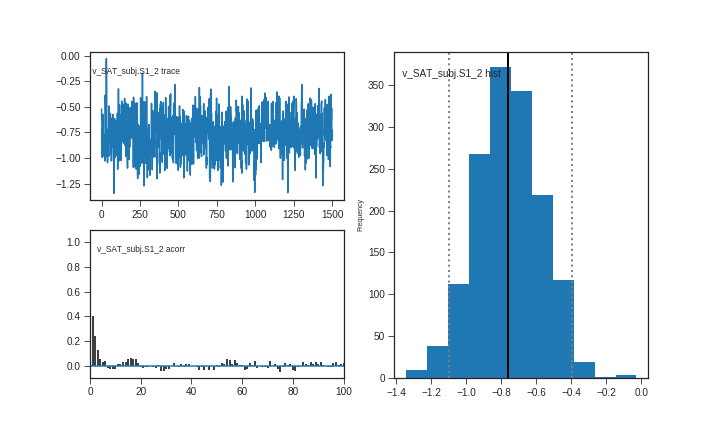 0.00
v_SAT_subj.S1_2 trace
−0.25
−0.50
−0.75
−1.00
−1.25
0 250 500 750 1000 1250 1500
1.0
v_SAT_subj.S1_2 acorr
0.8
0.6
0.4
0.2
0.0
0 20 40 60 80 100
v_SAT_subj.S1_2 hist
350
300
250
200
150
100
50
0
Frequency
−1.4 −1.2 −1.0 −0.8 −0.6 −0.4 −0.2 0.0